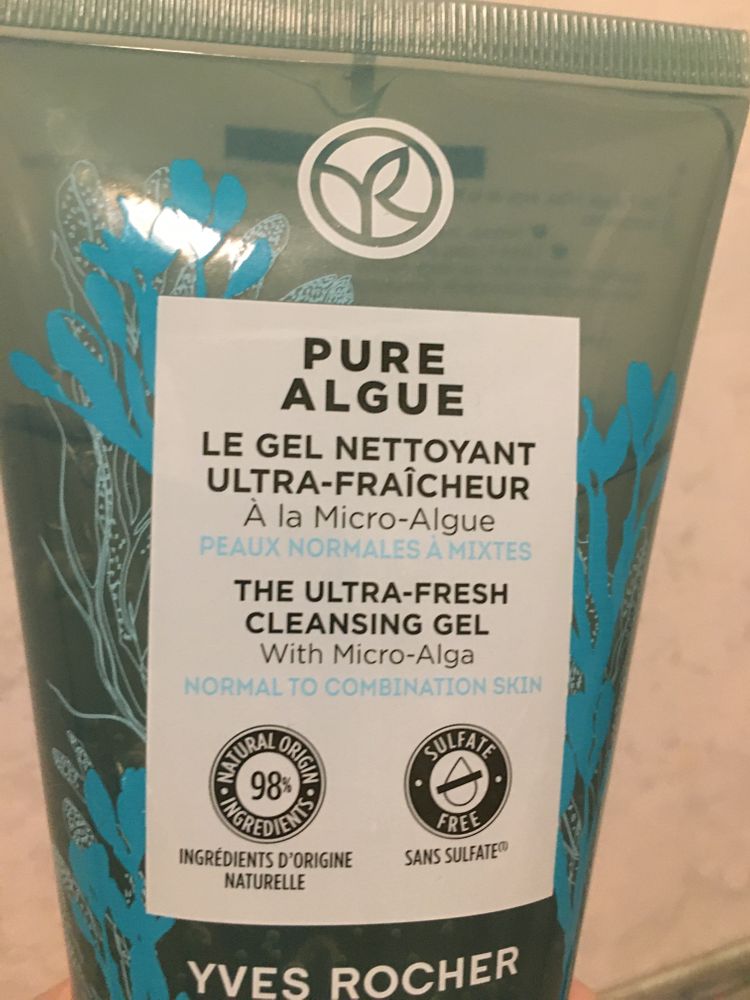 PURE
ALGUE
LE GEL NETTOYANT
ULTRA-FRAÎCHEUR
À la Micro-Algue
PEAUX NORMALES À MIXTES
THE ULTRA-FRESH
CLEANSING GEL
With Micro-Alga
NORMAL TO COMBINATION SKIN
NATURAL ORIGIN
98%
INGREDIENTS
INGRÉDIENTS D'ORIGINE
NATURELLE
SULFATE
FREE
SANS SULFATE(1)
YVES ROCHER